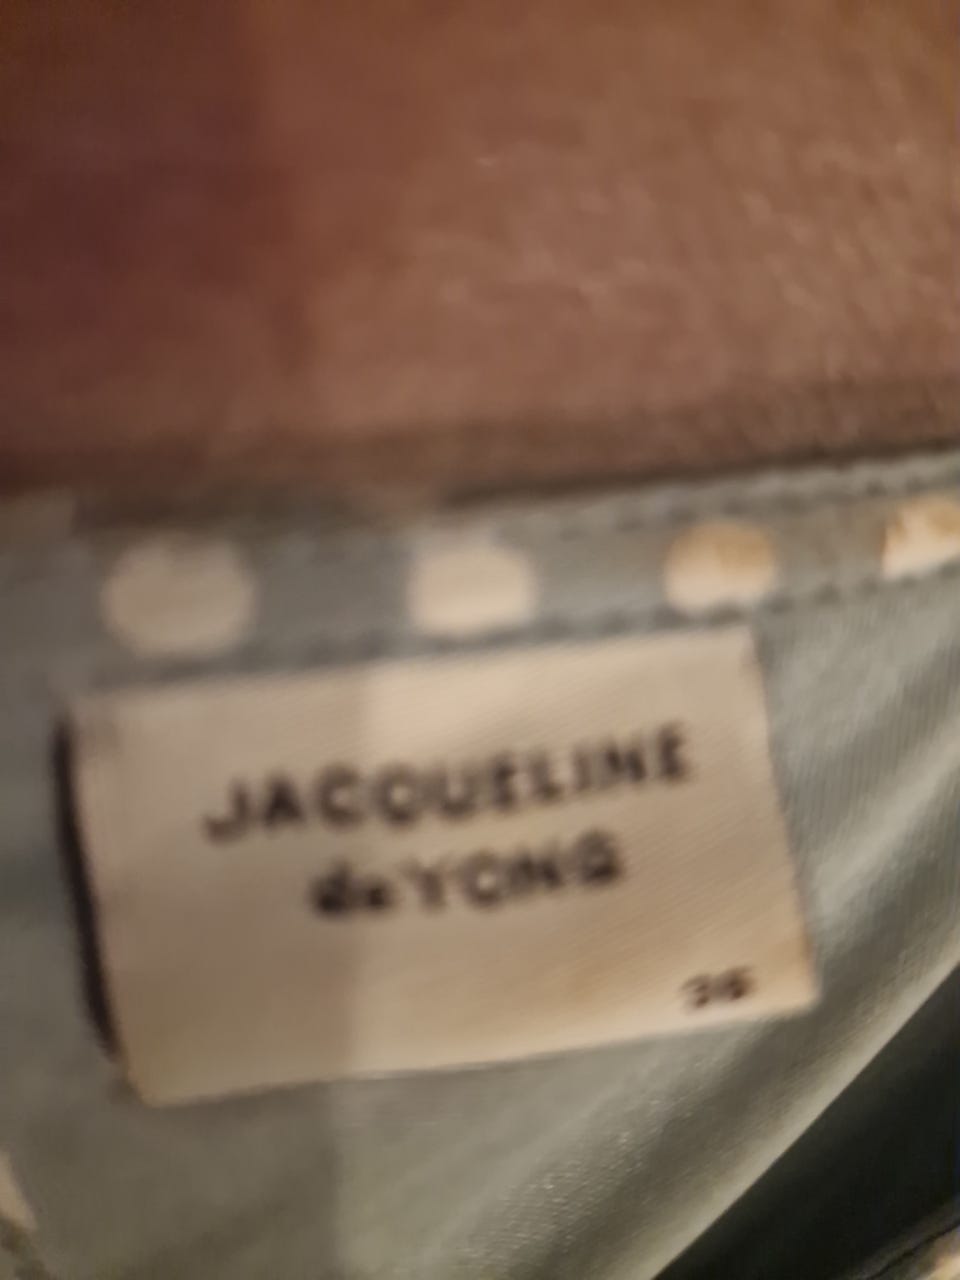 JACQUELINE
de YONG
36